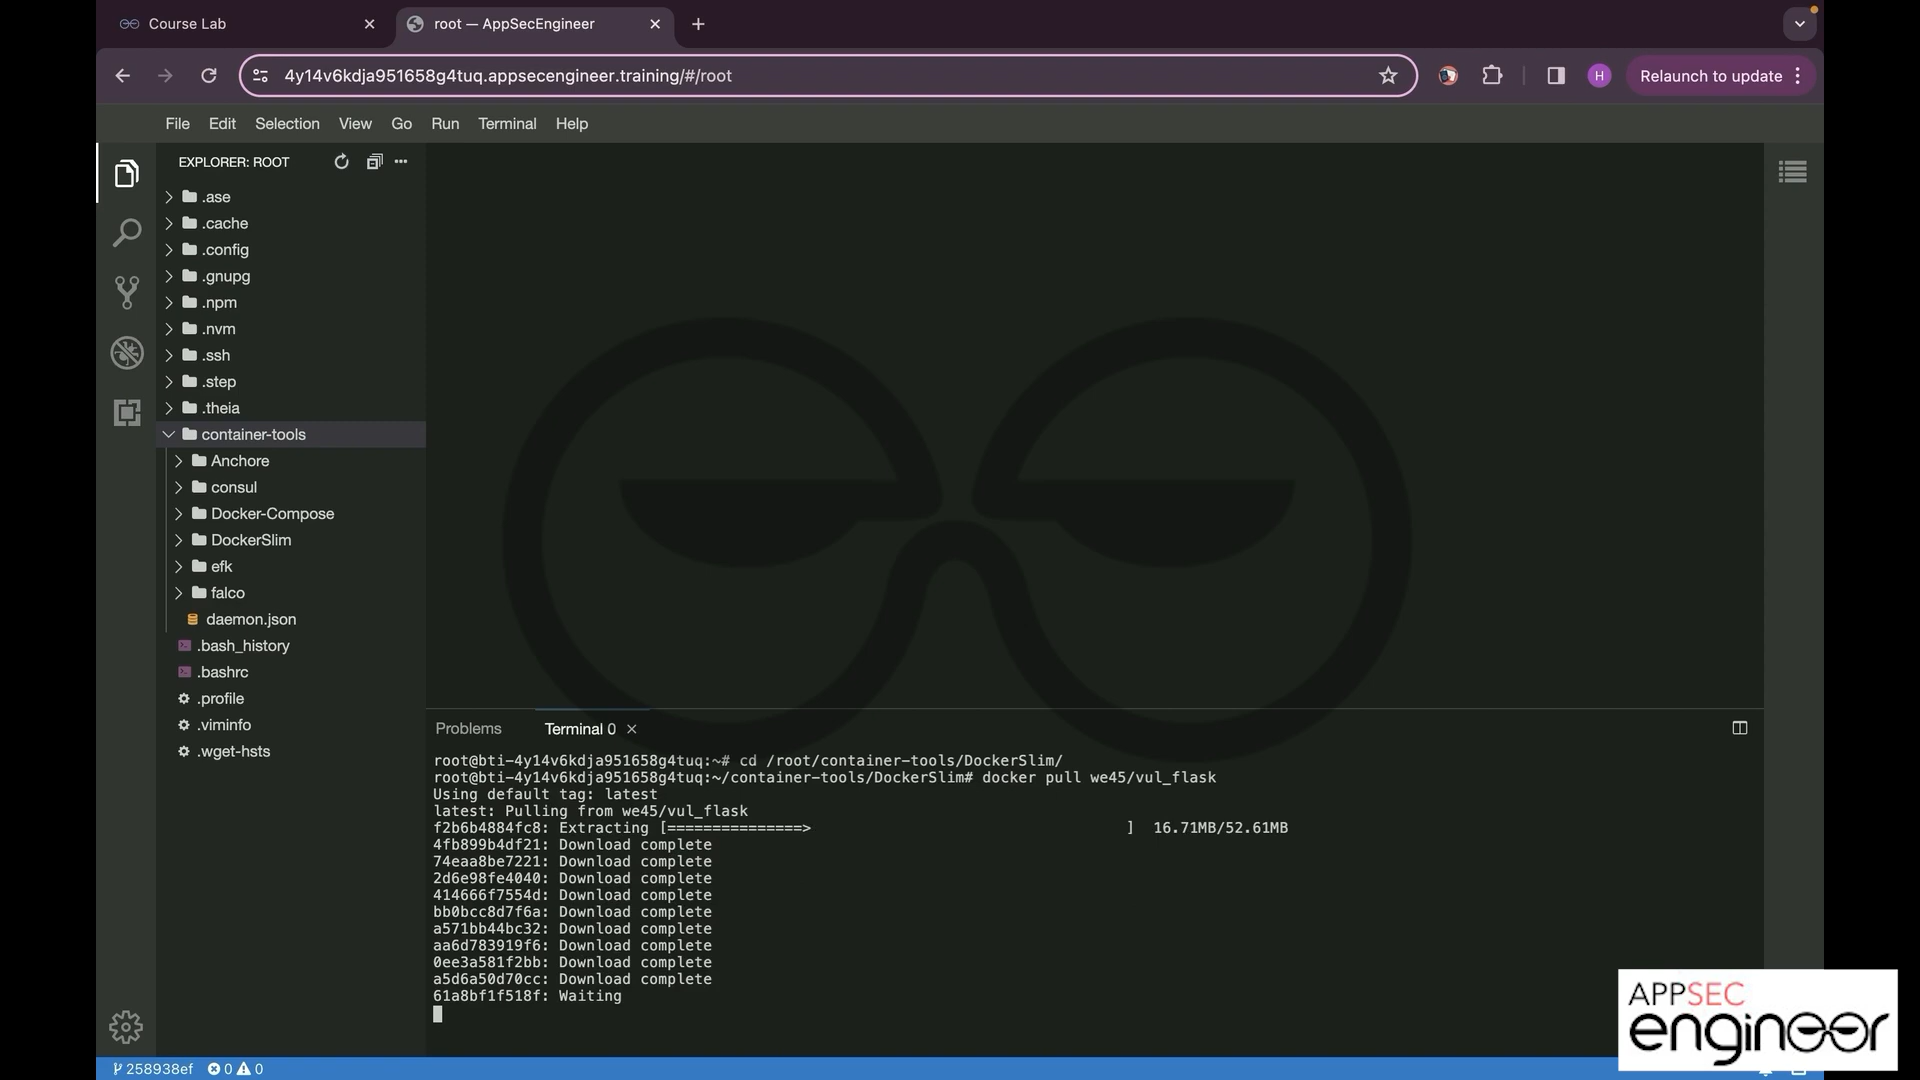 Course Lab
root — AppSecEngineer
4y14v6kdja951658g4tuq.appsecengineer.training/#/root
H
Relaunch to update
File Edit Selection View Go Run Terminal Help
EXPLORER: ROOT
.ase
.cache
.config
.gnupg
.npm
.nvm
.ssh
.step
.theia
container-tools
Anchore
consul
Docker-Compose
DockerSlim
efk
falco
daemon.json
.bash_history
.bashrc
.profile
.viminfo
.wget-hsts
Problems
Terminal 0
root@bti-4y14v6kdja951658g4tuq:~# cd /root/container-tools/DockerSlim/
root@bti-4y14v6kdja951658g4tuq:~/container-tools/DockerSlim# docker pull we45/vul_flask
Using default tag: latest
latest: Pulling from we45/vul_flask
f2b6b4884fc8: Extracting [===============>                                   ]  16.71MB/52.61MB
4fb899b4df21: Download complete
74eaa8be7221: Download complete
2d6e98fe4040: Download complete
414666f7554d: Download complete
bb0bcc8d7f6a: Download complete
a571bb44bc32: Download complete
aa6d783919f6: Download complete
0ee3a581f2bb: Download complete
a5d6a50d70cc: Download complete
61a8bf1f518f: Waiting
258938ef 0 0
APPSEC
engineer